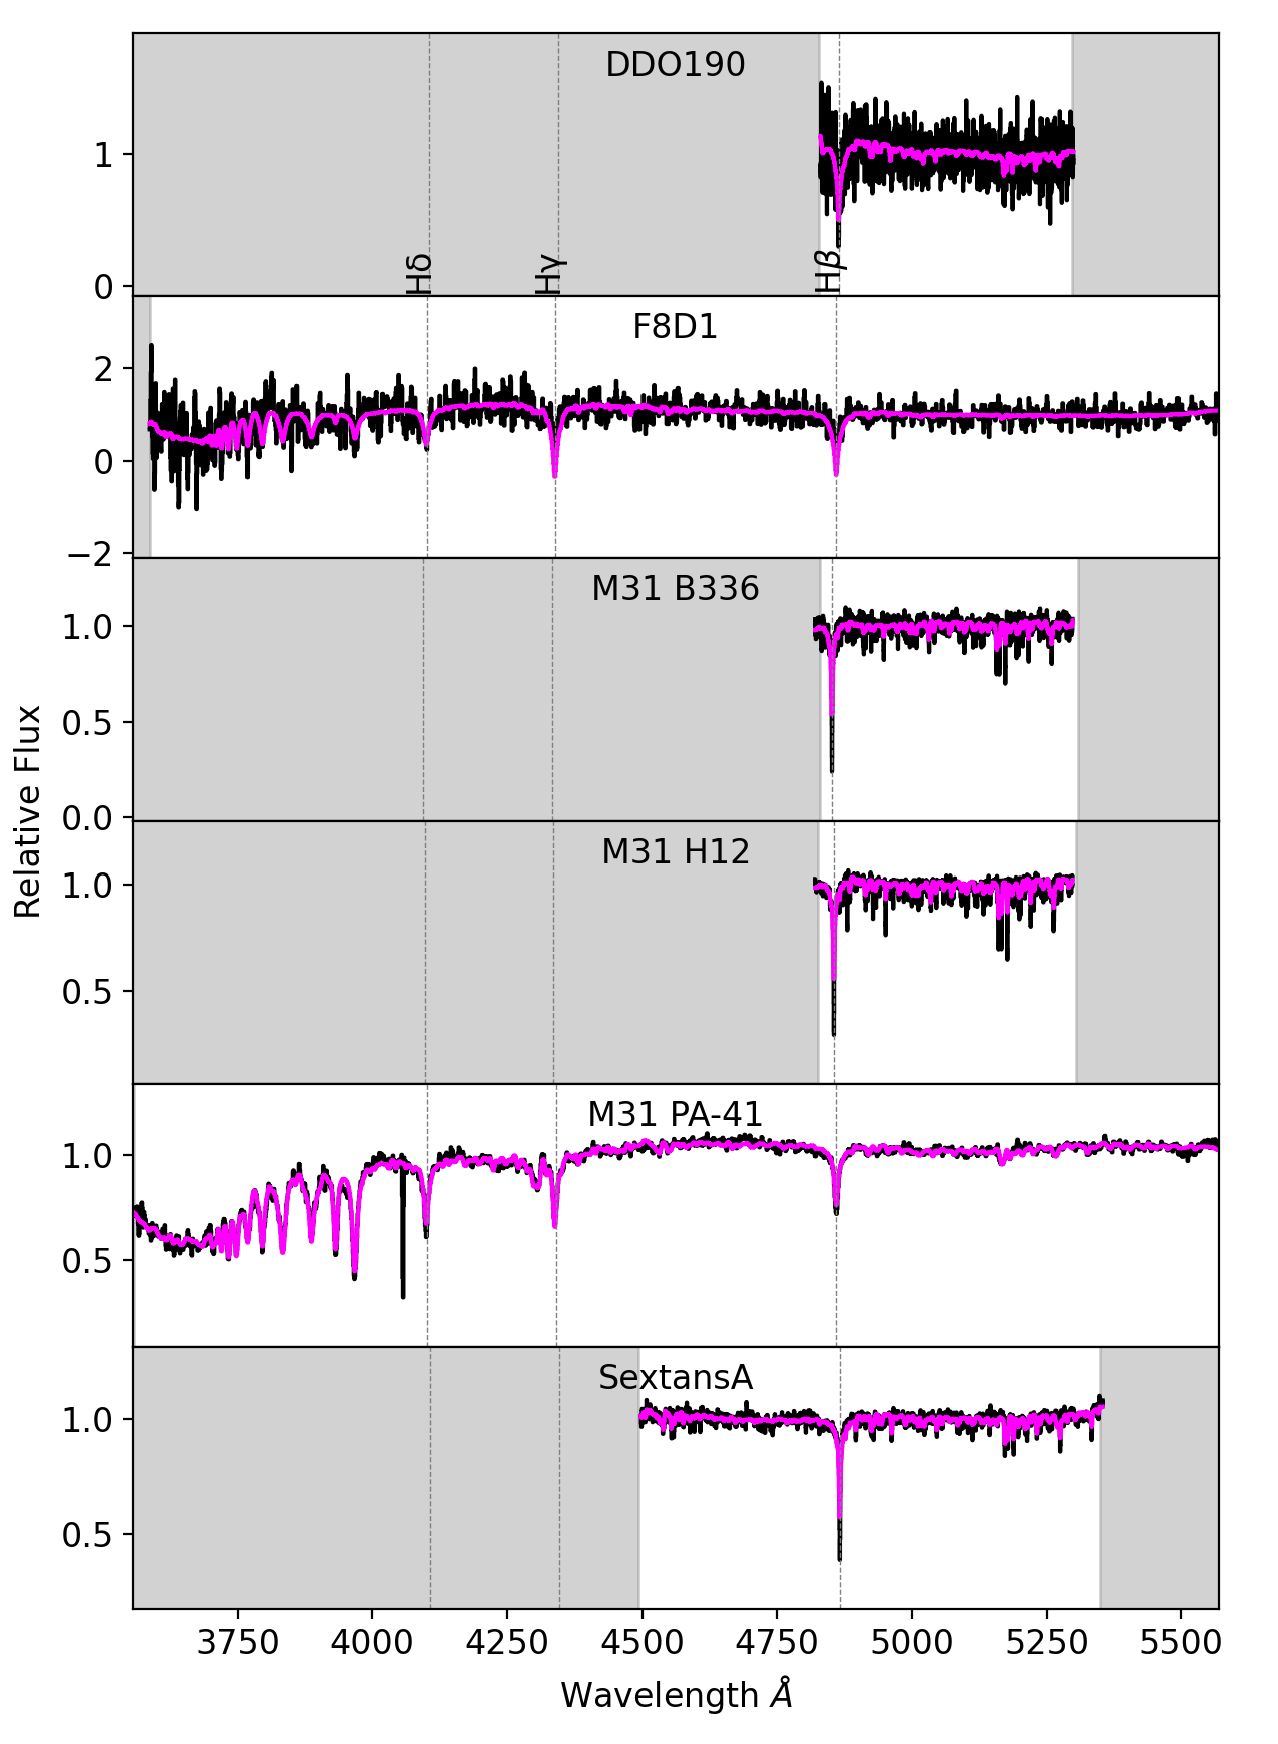 DDO190
1
0
Hδ
Hγ
Hβ
F8D1
2
0
−2
M31 B336
1.0
0.5
0.0
M31 H12
1.0
0.5
M31 PA-41
1.0
0.5
SextansA
1.0
0.5
Relative Flux
3750 4000 4250 4500 4750 5000 5250 5500
Wavelength Å